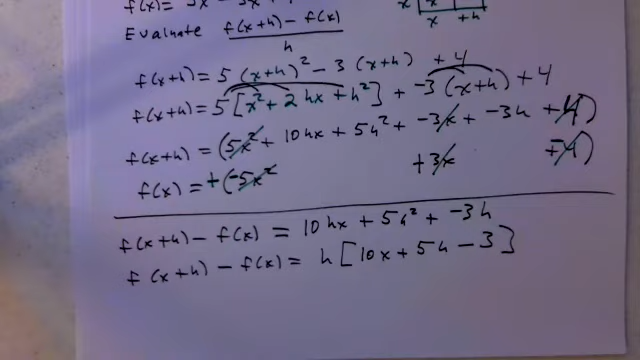 f(x) =
x
x +h
Evaluate f(x+h) - f(x) / h
f(x+h) = 5 (x+h)² - 3 (x+h) + 4
f(x+h) = 5 [x² + 2hx + h²] + -3 (x+h) + 4
f(x+h) = (5x² + 10hx + 5h² + -3x + -3h + 4)
f(x) = +(-5x² + 3x + -4)
f(x+h) - f(x) = 10hx + 5h² + -3h
f(x+h) - f(x) = h [10x + 5h - 3]